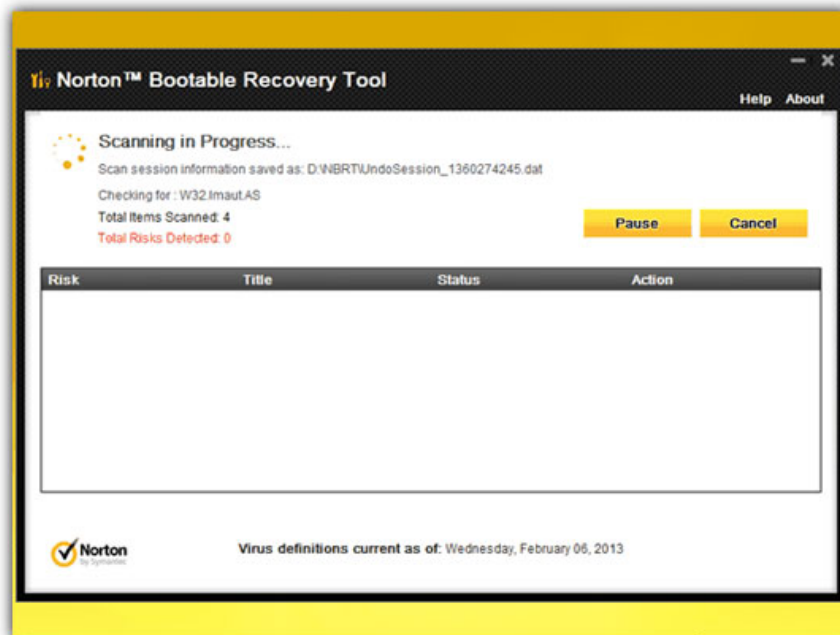 Norton™ Bootable Recovery Tool
Help About
Scanning in Progress...
Scan session information saved as: D:\NBRT\UndoSession_1360274245.dat
Checking for : W32.Imaut.AS
Total Items Scanned: 4
Total Risks Detected: 0
Pause Cancel
Risk Title Status Action
Norton
by Symantec
Virus definitions current as of: Wednesday, February 06, 2013